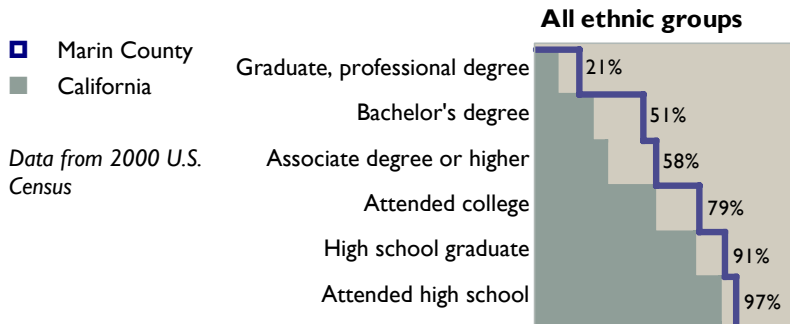 All ethnic groups
Marin County
California
Data from 2000 U.S.
Census
Graduate, professional degree 21%
Bachelor's degree 51%
Associate degree or higher 58%
Attended college 79%
High school graduate 91%
Attended high school 97%